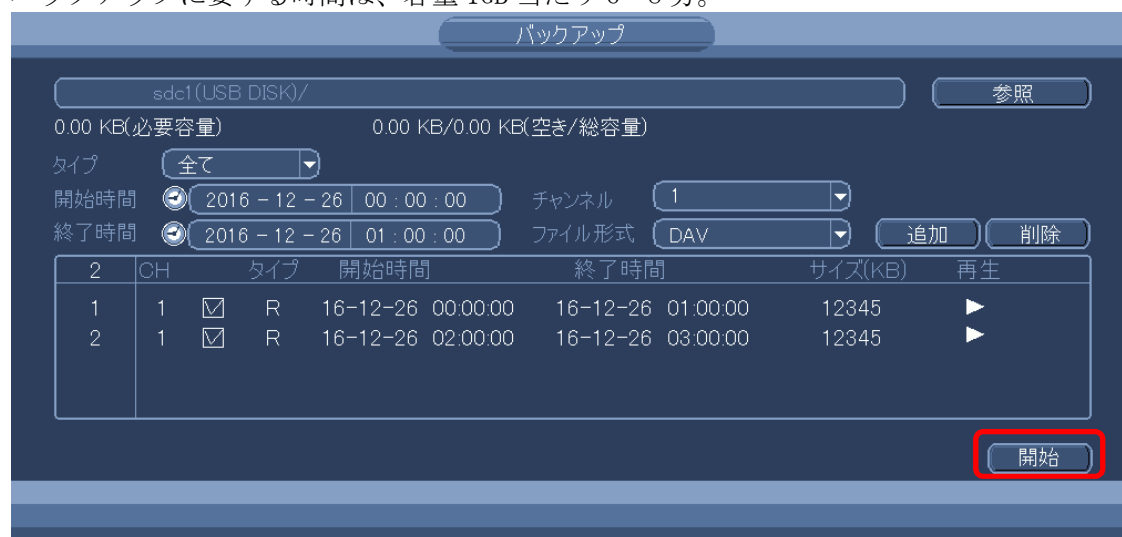 バックアップ
sdc1(USB DISK)/ 参照
0.00 KB(必要容量) 0.00 KB/0.00 KB(空き/総容量)
タイプ 全て
開始時間 2016 - 12 - 26 00 : 00 : 00 チャンネル 1
終了時間 2016 - 12 - 26 01 : 00 : 00 ファイル形式 DAV 追加 削除
2 CH タイプ 開始時間 終了時間 サイズ(KB) 再生
1 1 R 16-12-26 00:00:00 16-12-26 01:00:00 12345
2 1 R 16-12-26 02:00:00 16-12-26 03:00:00 12345
開始